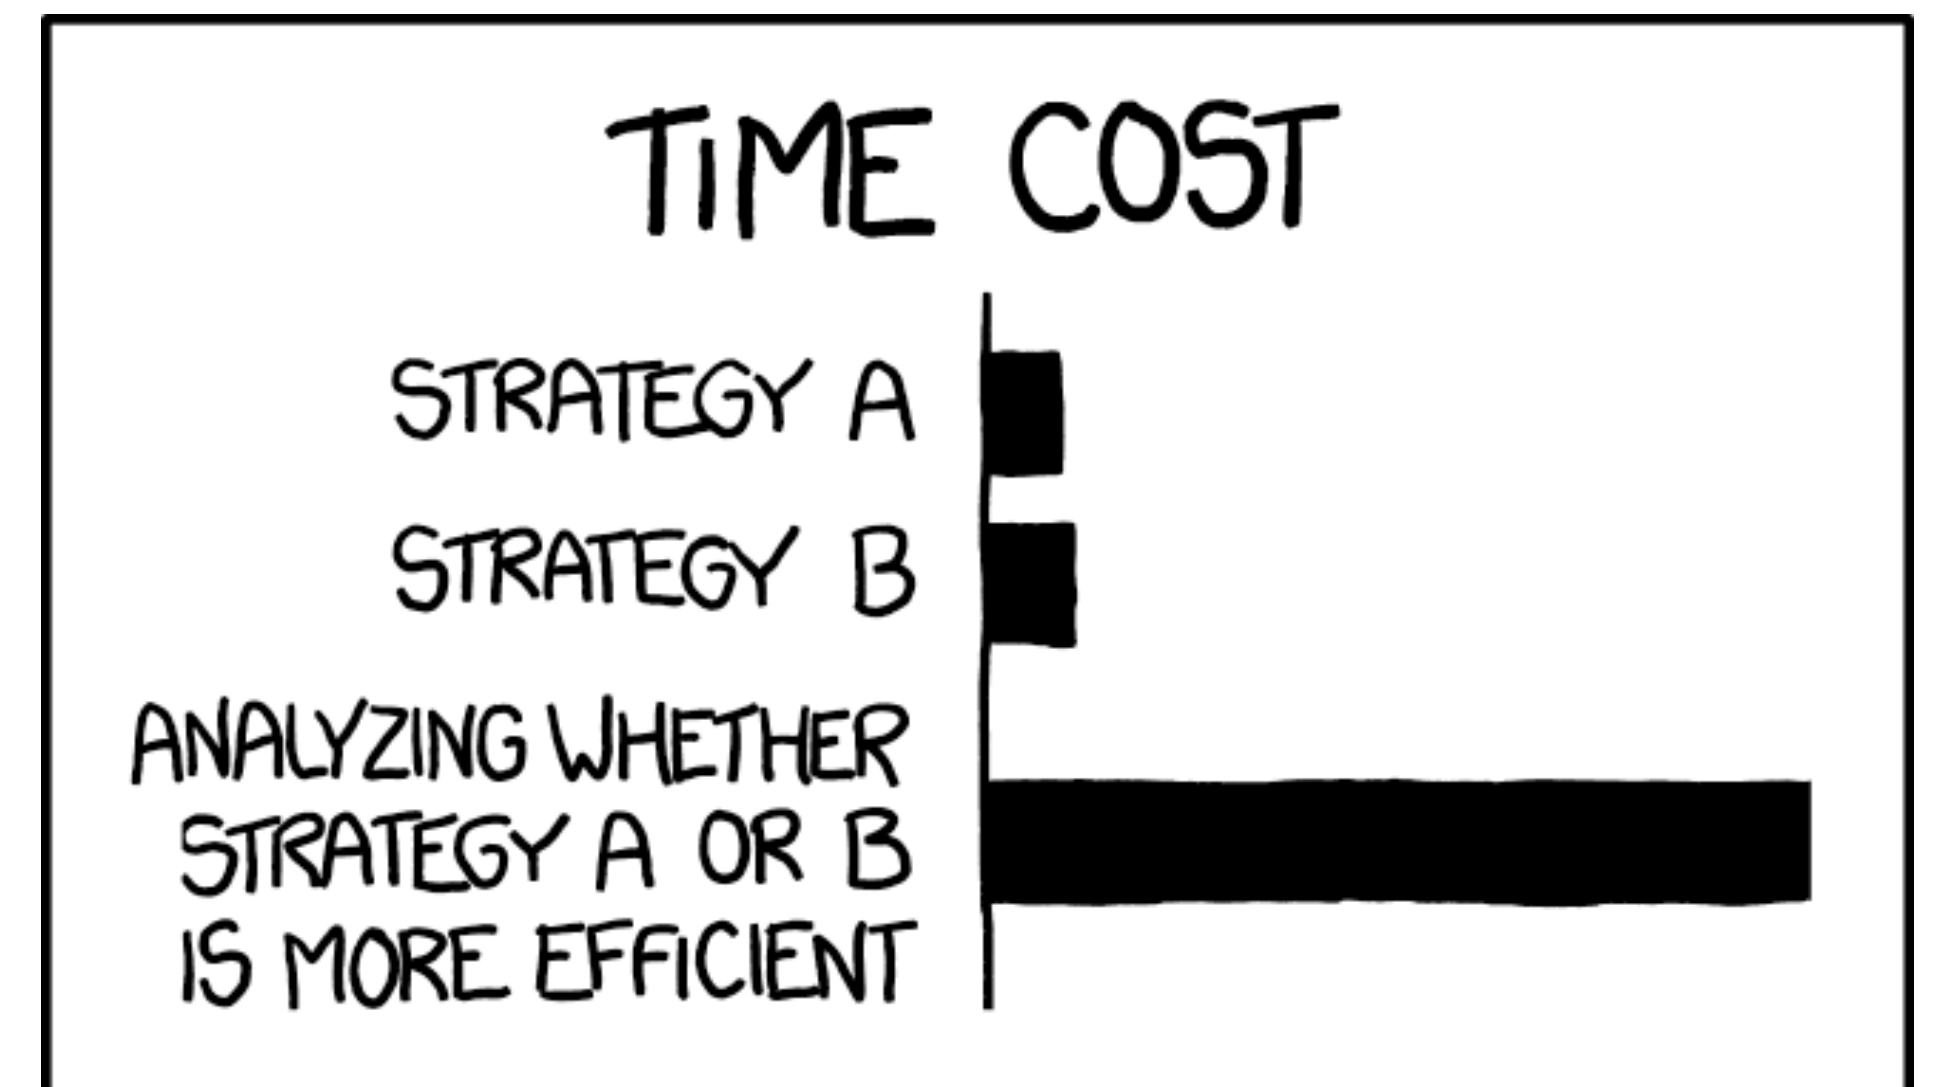 TIME COST
STRATEGY A
STRATEGY B
ANALYZING WHETHER
STRATEGY A OR B
IS MORE EFFICIENT